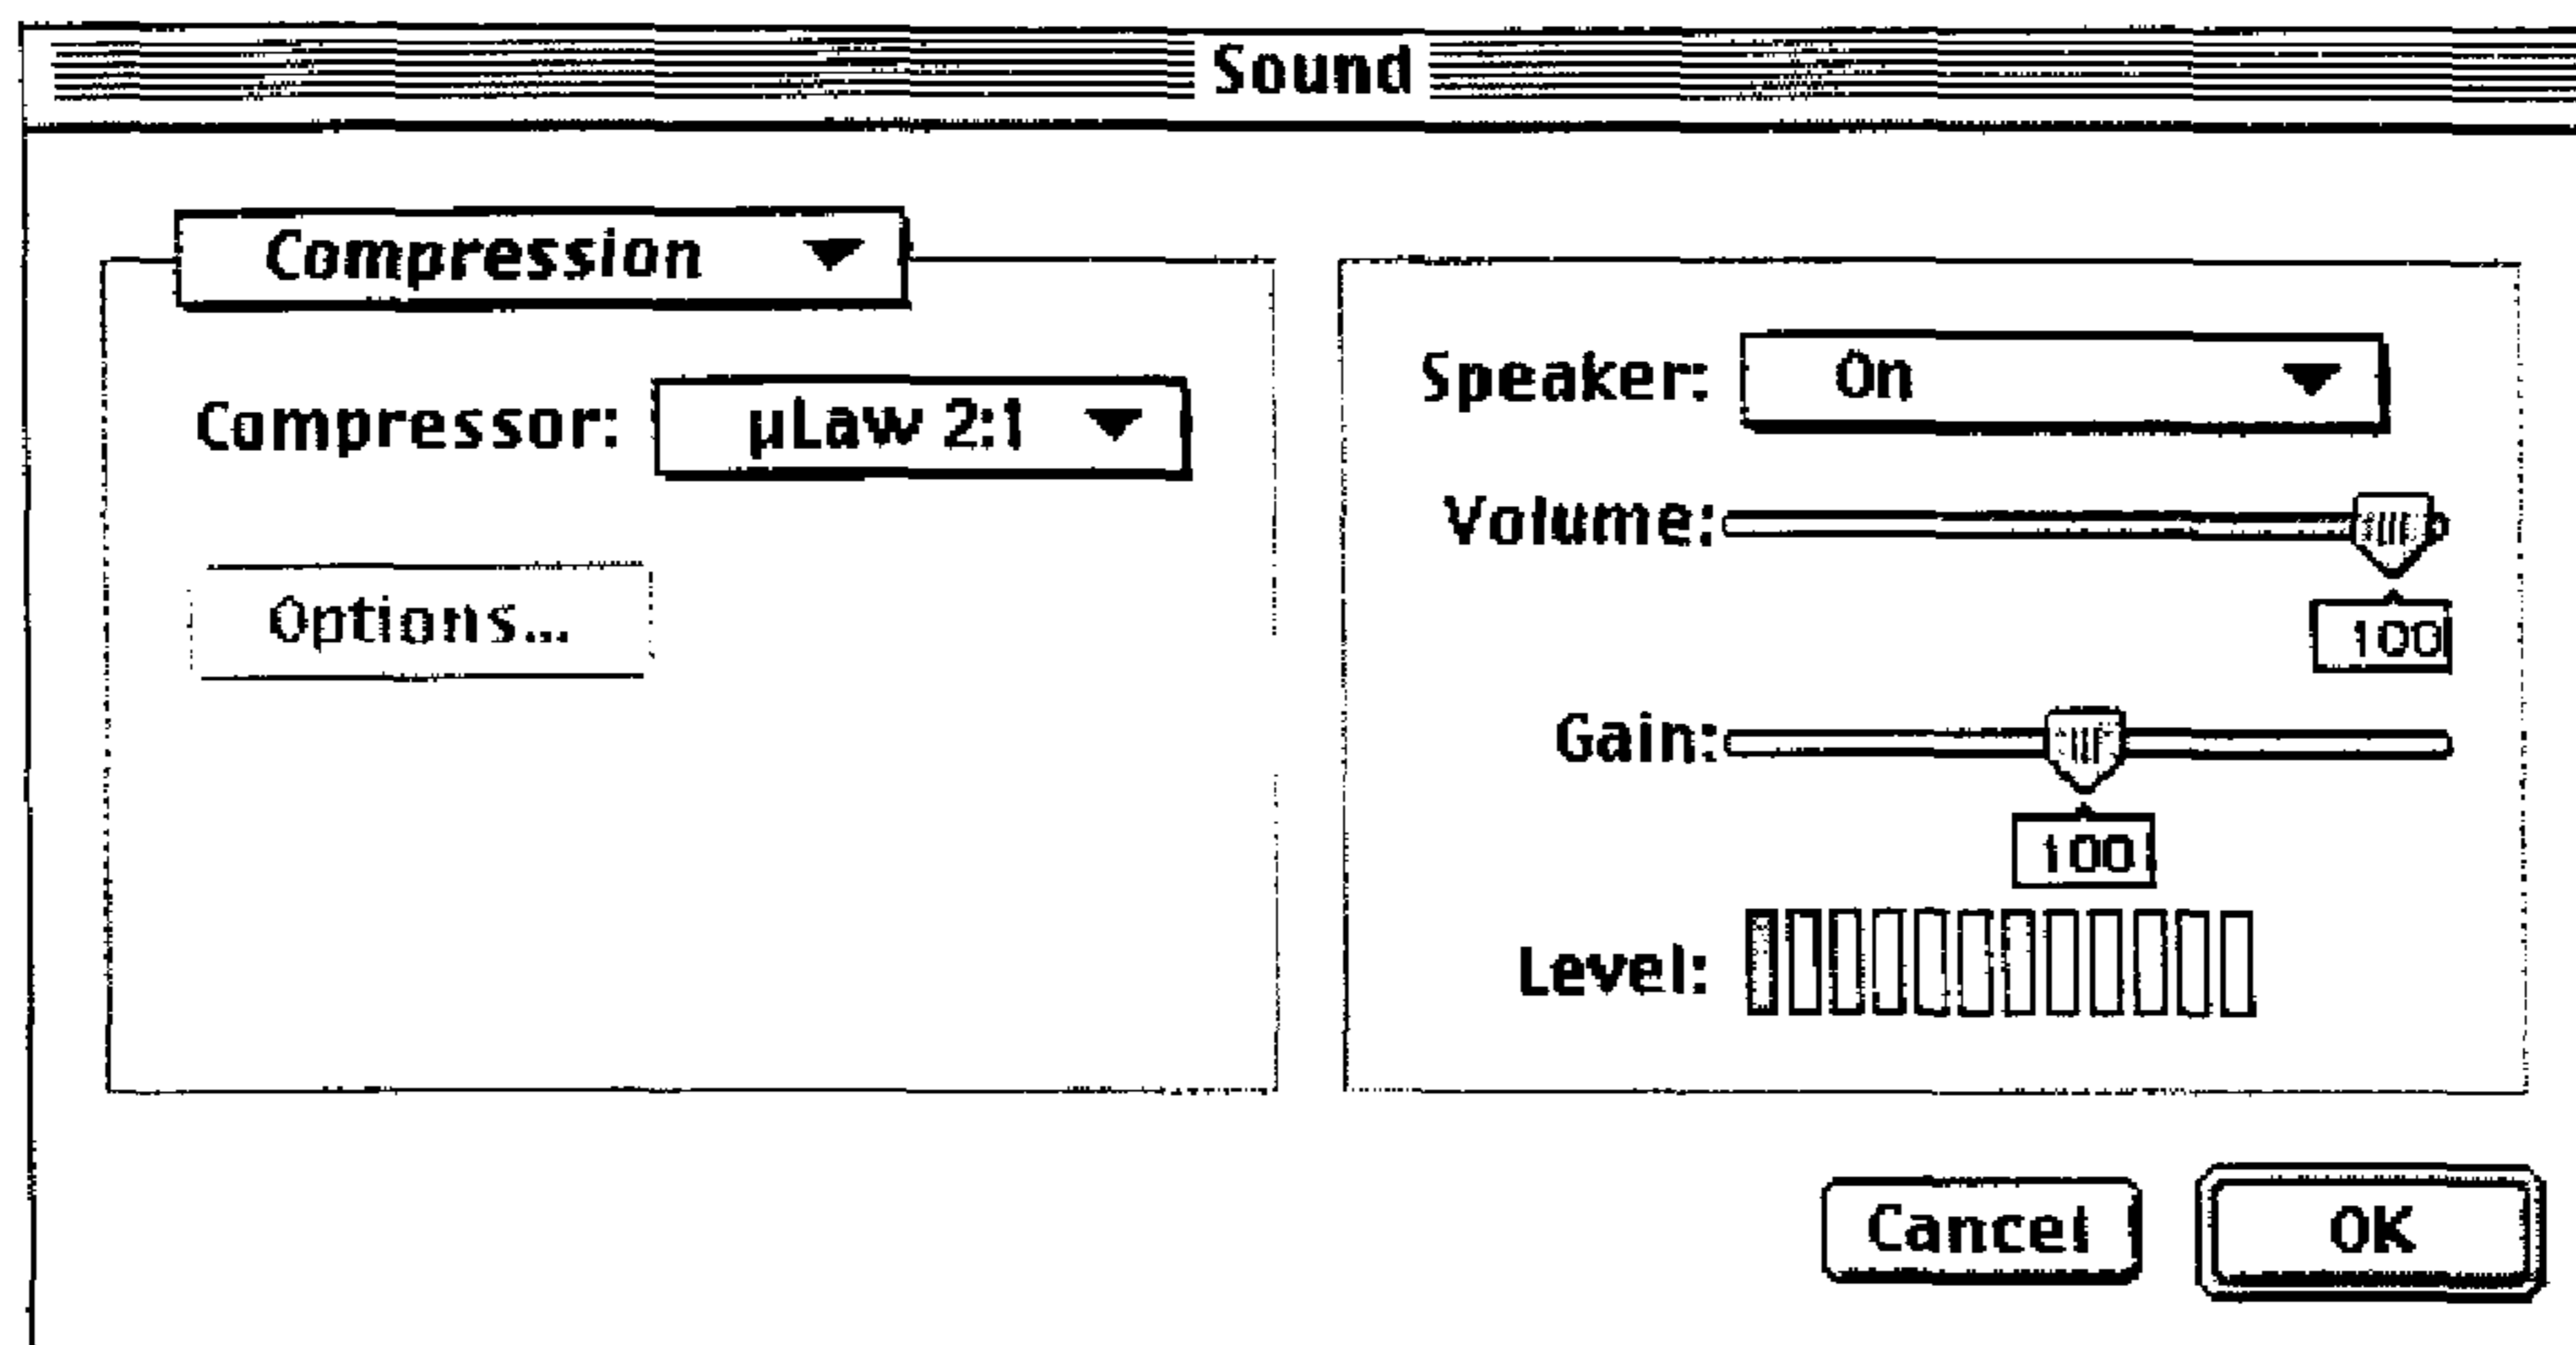 Sound
Compression
Compressor: µLaw 2:1
Options...
Speaker: On
Volume:
100
Gain:
100
Level:
Cancel OK